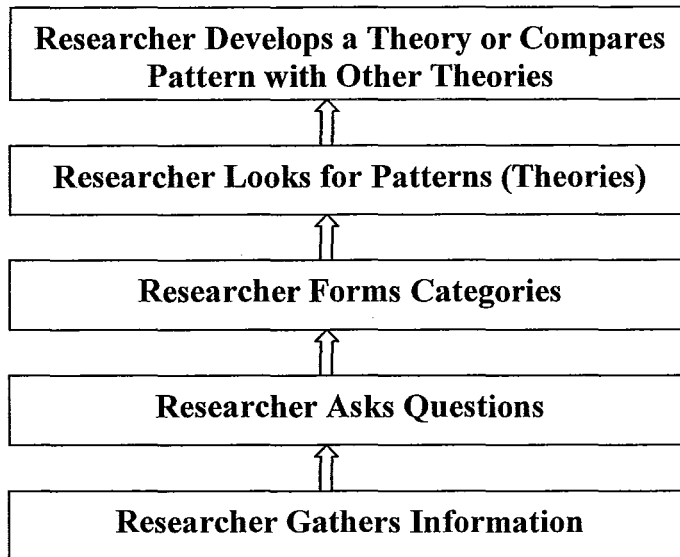 Researcher Develops a Theory or Compares
Pattern with Other Theories
Researcher Looks for Patterns (Theories)
Researcher Forms Categories
Researcher Asks Questions
Researcher Gathers Information